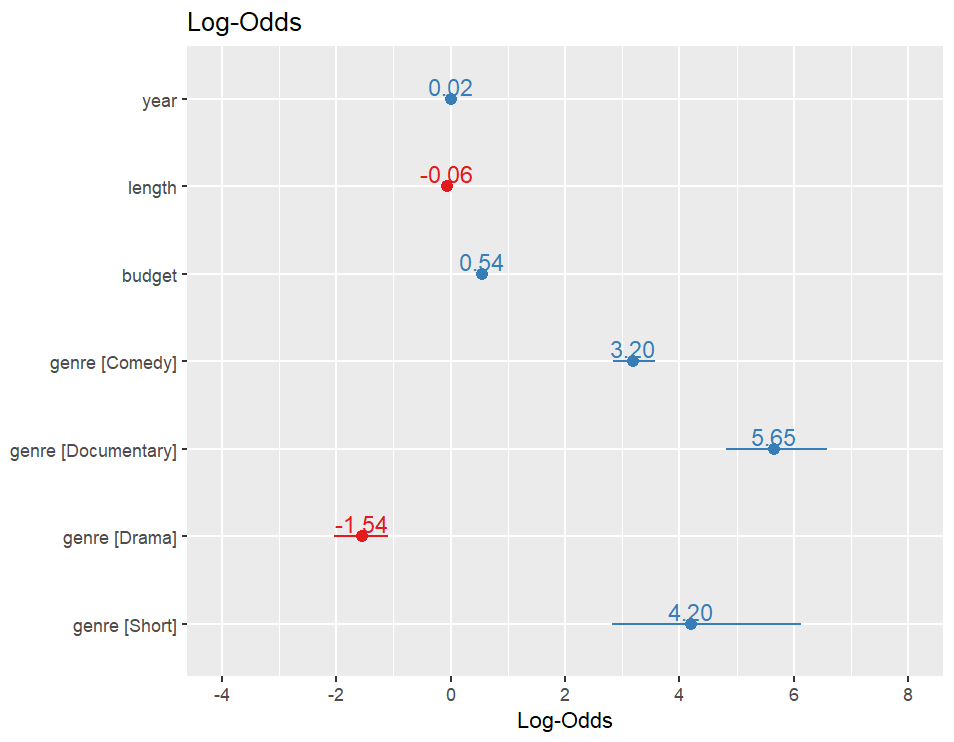 Log-Odds
year
0.02
length
-0.06
budget
0.54
genre [Comedy]
3.20
genre [Documentary]
5.65
genre [Drama]
-1.54
genre [Short]
4.20
-4 -2 0 2 4 6 8
Log-Odds